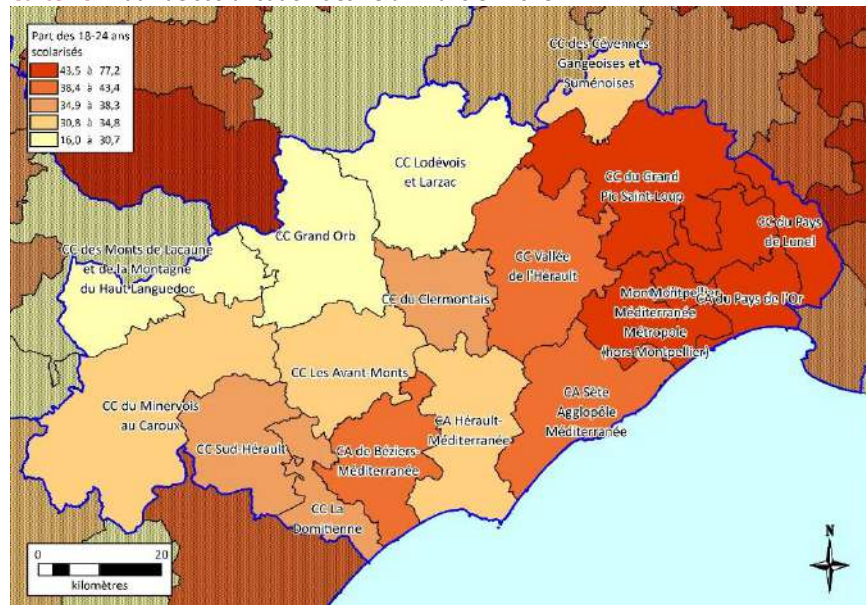 Part des 18-24 ans
scolarisés
43,5 à 77,2
38,4 à 43,4
34,9 à 38,3
30,8 à 34,8
16,0 à 30,7
CC des Cévennes
Gangeoises et
Suménoises
CC Lodévois
et Larzac
CC du Grand
Pic Saint-Loup
CC du Pays
de Lunel
CC Grand Orb
CC des Monts de Lacaune
et de la Montagne
du Haut Languedoc
CC Vallée
de l'Hérault
CC du Clermontais
Montpellier
CA du Pays de l'Or
Méditerranée
Métropole
(hors Montpellier)
CC Les Avant-Monts
CC du Minervois
au Caroux
CA Sète
Agglopôle
Méditerranée
CA Hérault-
Méditerranée
CC Sud-Hérault
CA de Béziers-
Méditerranée
CC La
Domitienne
N
0 20
kilomètres